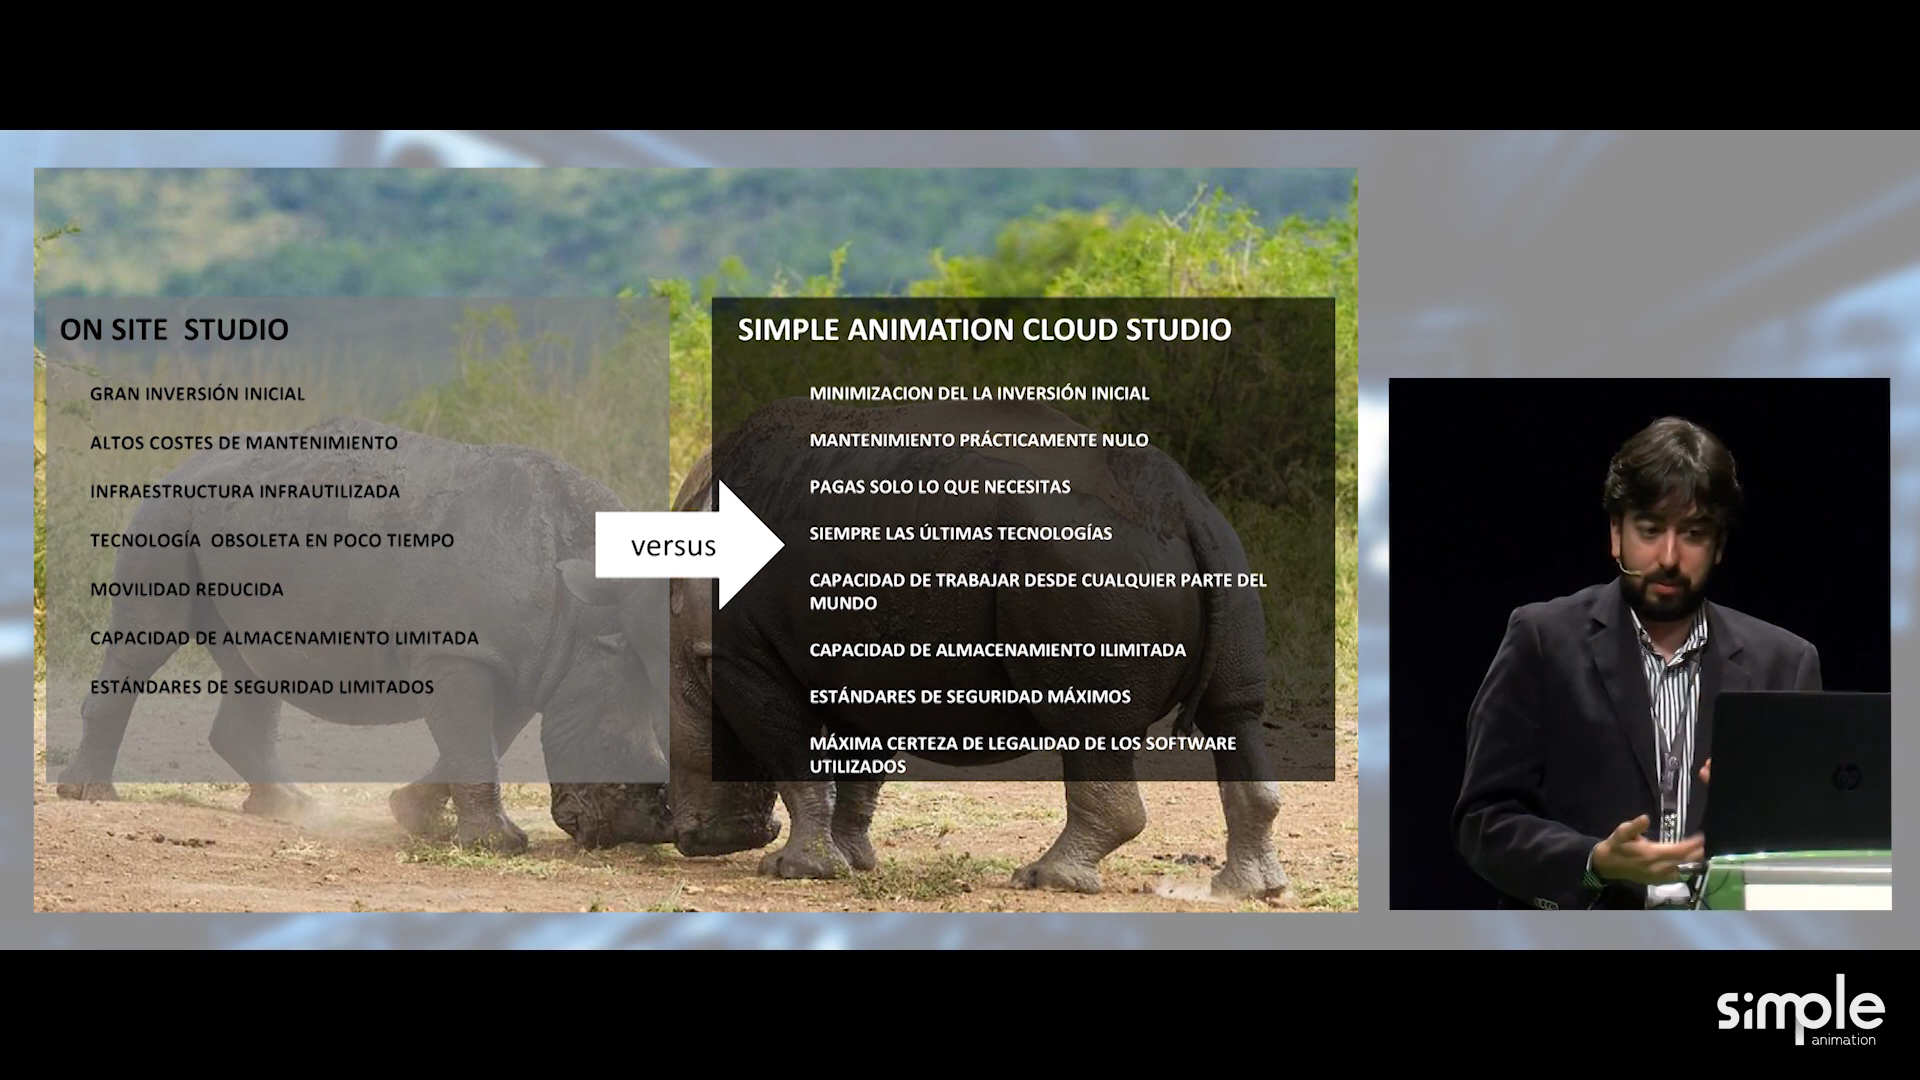 ON SITE  STUDIO
GRAN INVERSIÓN INICIAL
ALTOS COSTES DE MANTENIMIENTO
INFRAESTRUCTURA INFRAUTILIZADA
TECNOLOGÍA  OBSOLETA EN POCO TIEMPO
MOVILIDAD REDUCIDA
CAPACIDAD DE ALMACENAMIENTO LIMITADA
ESTÁNDARES DE SEGURIDAD LIMITADOS
versus
SIMPLE ANIMATION CLOUD STUDIO
MINIMIZACION DEL LA INVERSIÓN INICIAL
MANTENIMIENTO PRÁCTICAMENTE NULO
PAGAS SOLO LO QUE NECESITAS
SIEMPRE LAS ÚLTIMAS TECNOLOGÍAS
CAPACIDAD DE TRABAJAR DESDE CUALQUIER PARTE DEL
MUNDO
CAPACIDAD DE ALMACENAMIENTO ILIMITADA
ESTÁNDARES DE SEGURIDAD MÁXIMOS
MÁXIMA CERTEZA DE LEGALIDAD DE LOS SOFTWARE
UTILIZADOS
hp
simple
animation